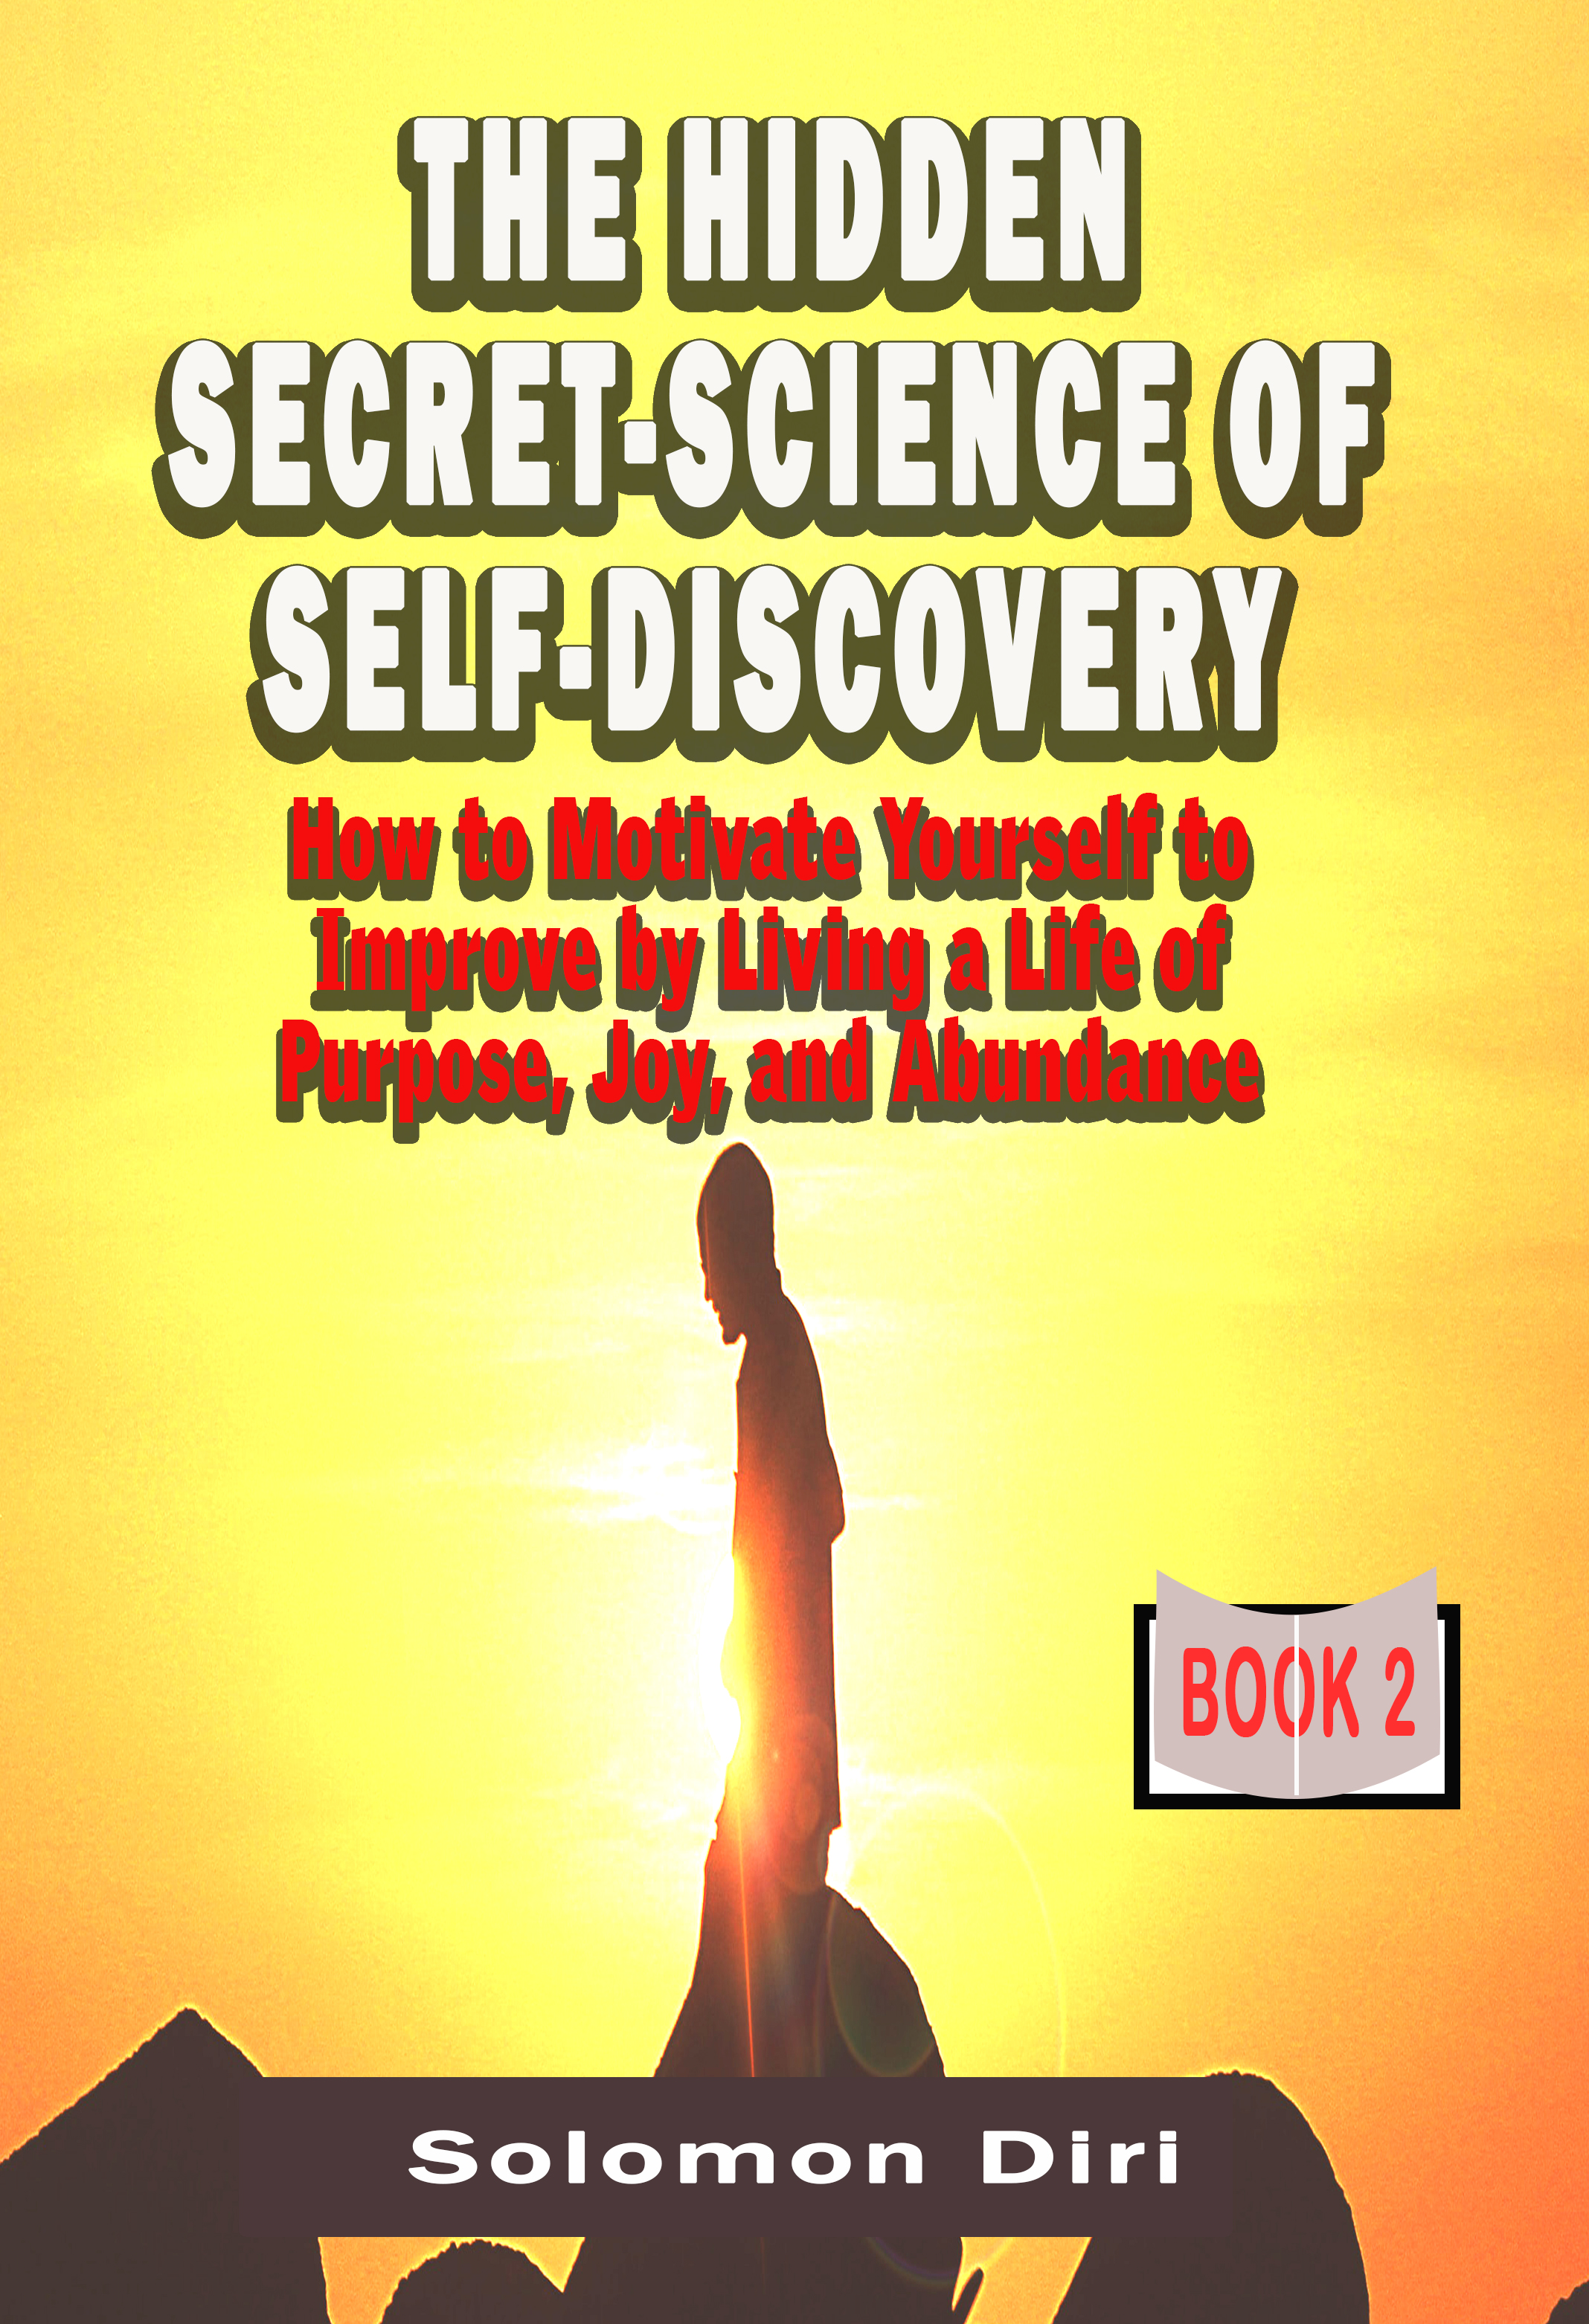 THE HIDDEN
SECRET-SCIENCE OF
SELF-DISCOVERY
How to Motivate Yourself to
Improve by Living a Life of
Purpose, Joy, and Abundance
BOOK 2
Solomon Diri